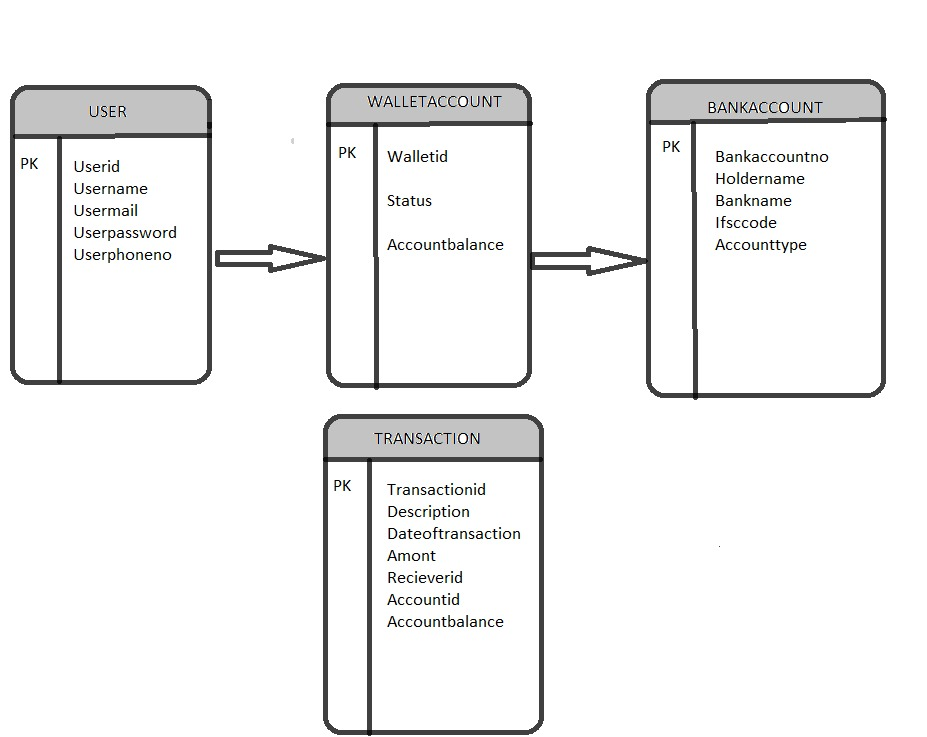 USER
PK
Userid
Username
Usermail
Userpassword
Userphoneno
WALLETACCOUNT
PK
Walletid
Status
Accountbalance
BANKACCOUNT
PK
Bankaccountno
Holdername
Bankname
Ifsccode
Accounttype
TRANSACTION
PK
Transactionid
Description
Dateoftransaction
Amont
Recieverid
Accountid
Accountbalance